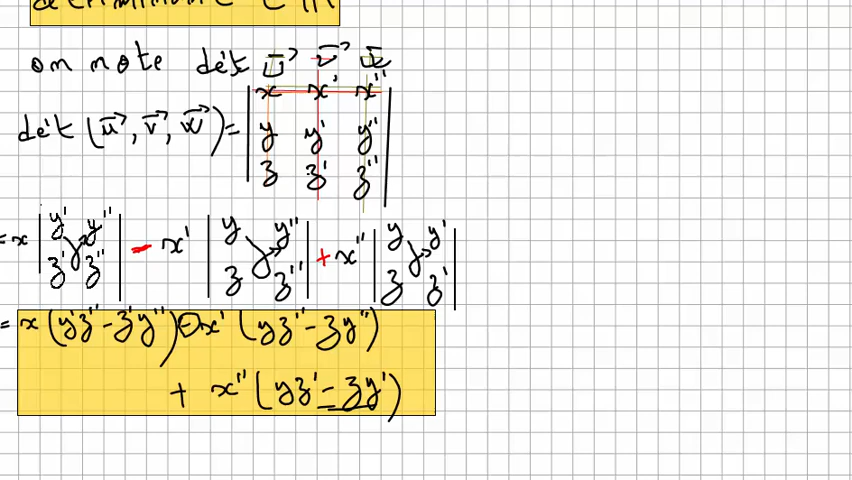 on note dét u⃗ v⃗ w⃗
dét (u⃗, v⃗, w⃗) = | x x' x'' |
| y y' y'' |
| z z' z'' |
= x | y' y'' | - x' | y y'' | + x'' | y y' |
| z' z'' | | z z'' | | z z' |
= x (y'z'' - z'y'') - x' (yz'' - zy'')
+ x'' (yz' - zy')